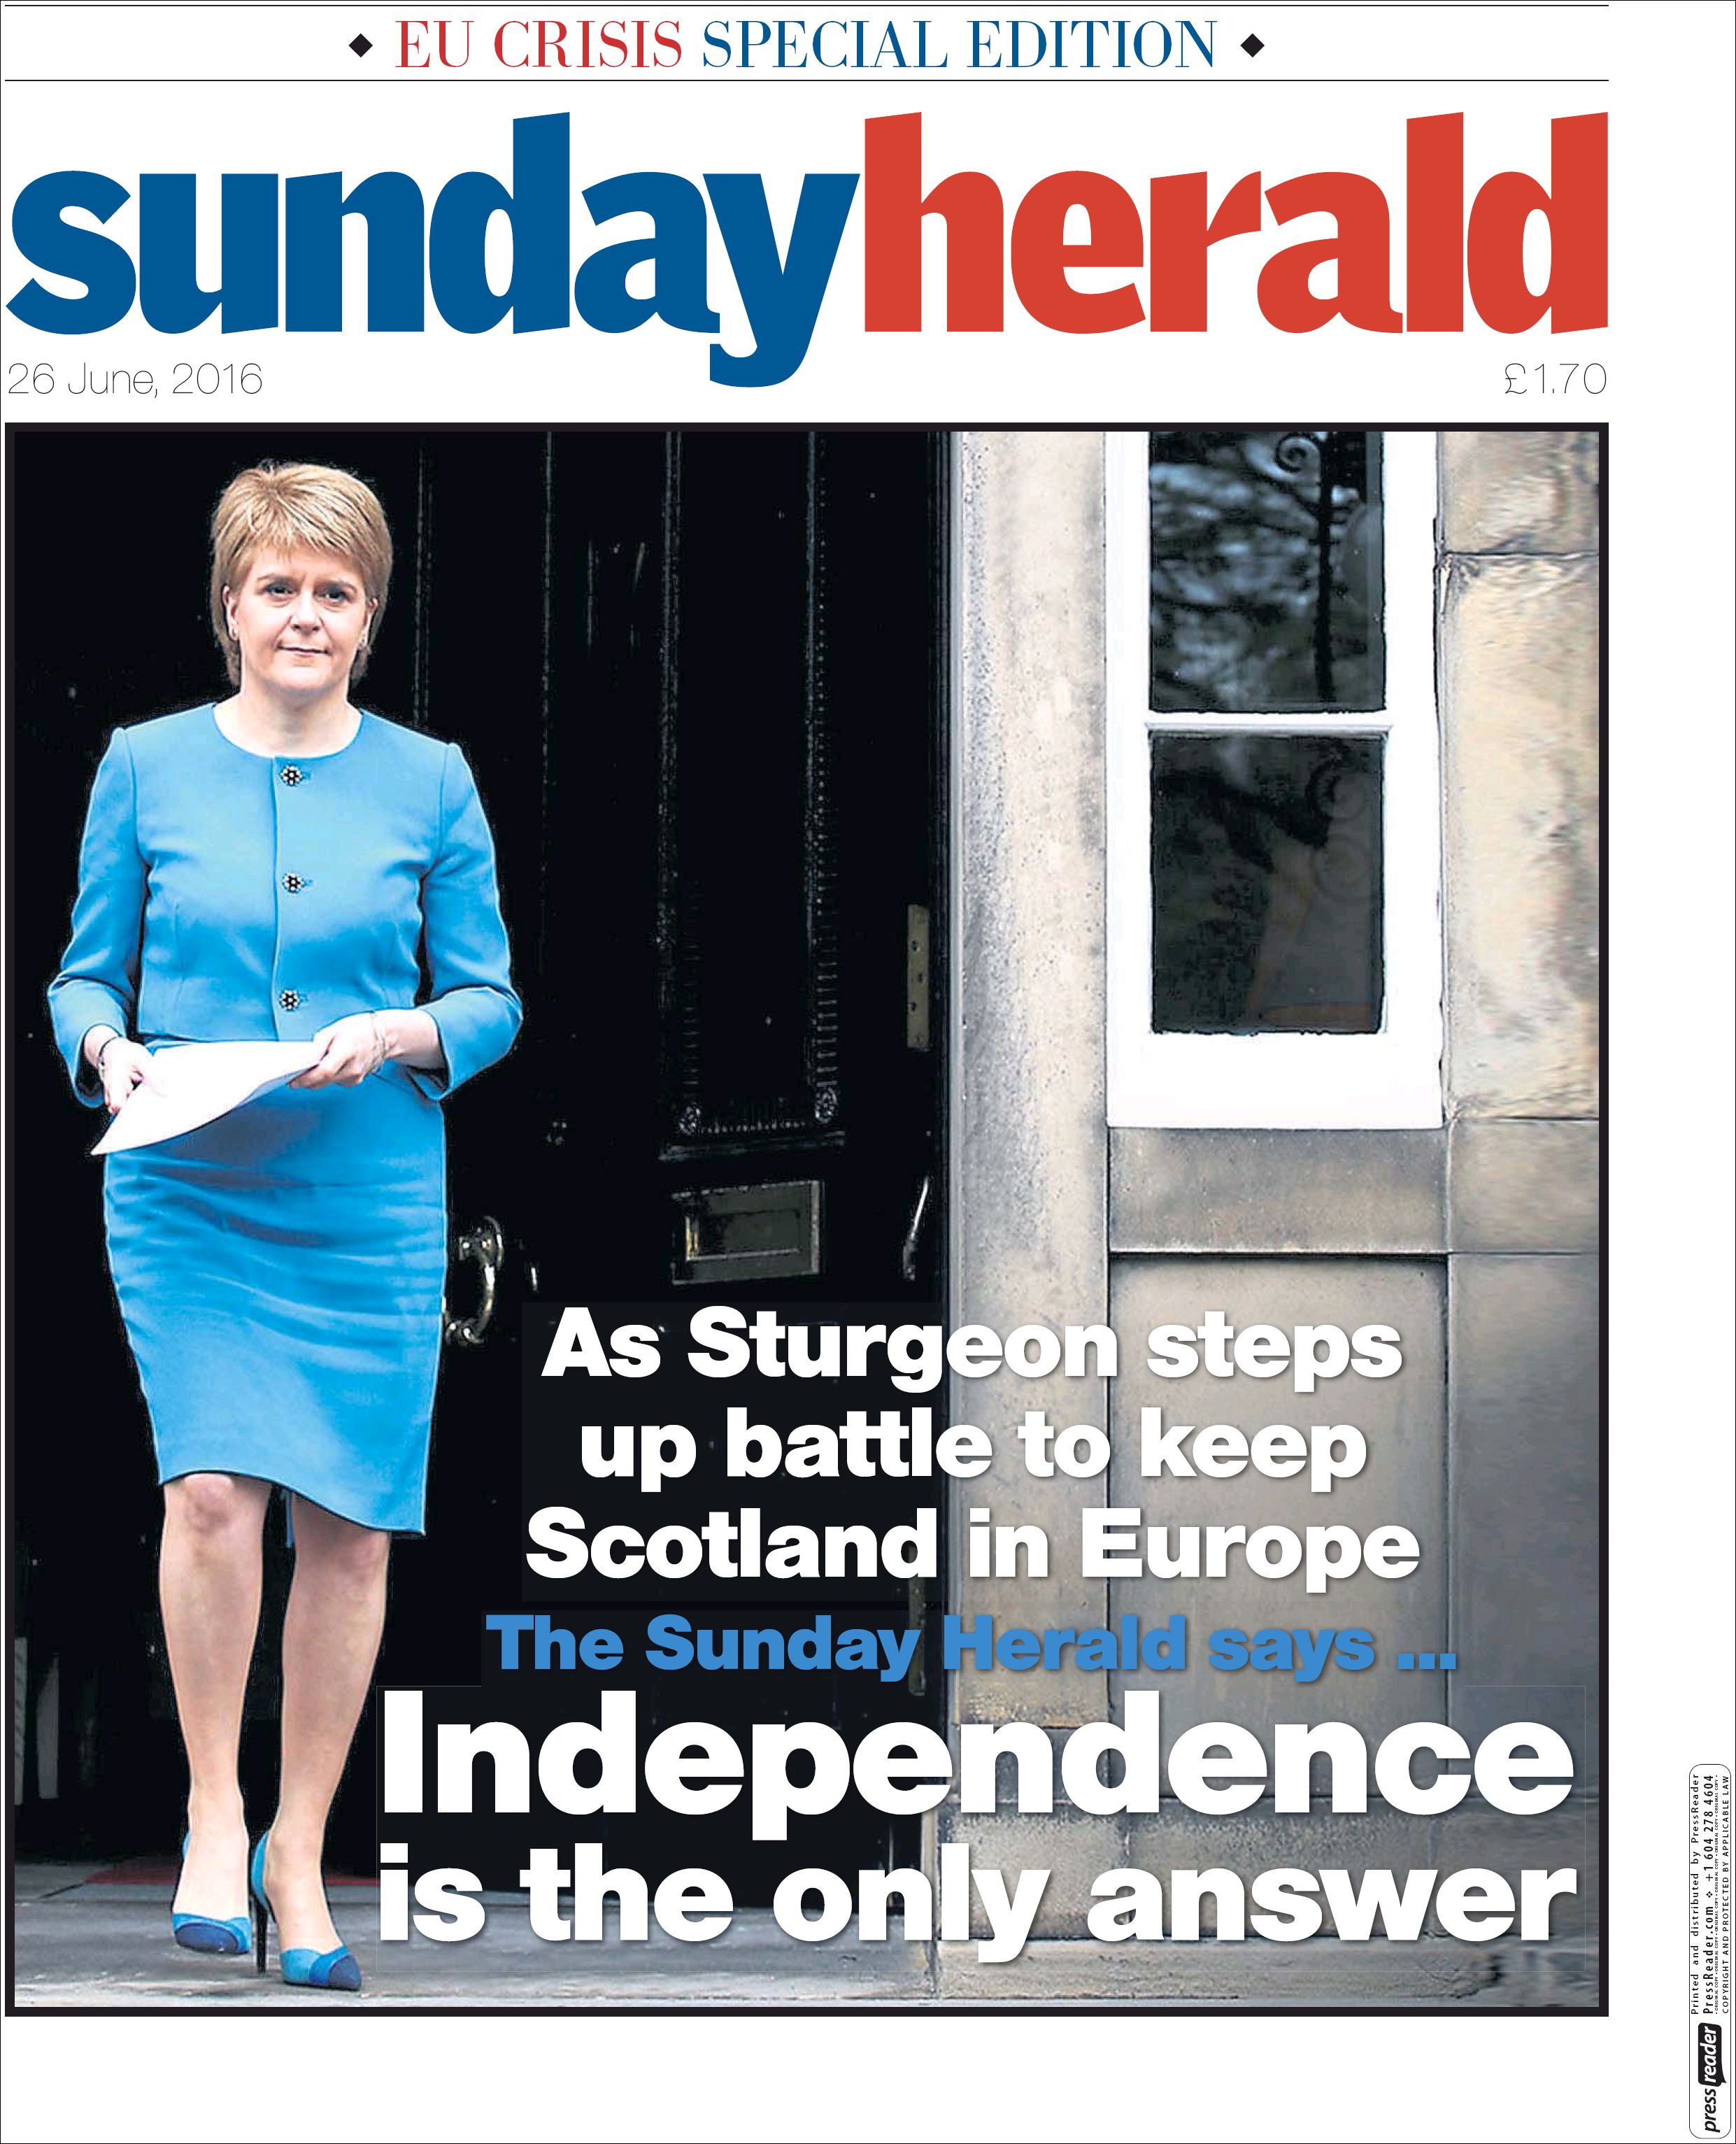 ◆ EU CRISIS SPECIAL EDITION ◆
sundayherald
26 June, 2016
£1.70
As Sturgeon steps
up battle to keep
Scotland in Europe
The Sunday Herald says ...
Independence
is the only answer
Printed and distributed by PressReader
PressReader.com ❖ +1 604 278 4604
COPYRIGHT AND PROTECTED BY APPLICABLE LAW
pressreader